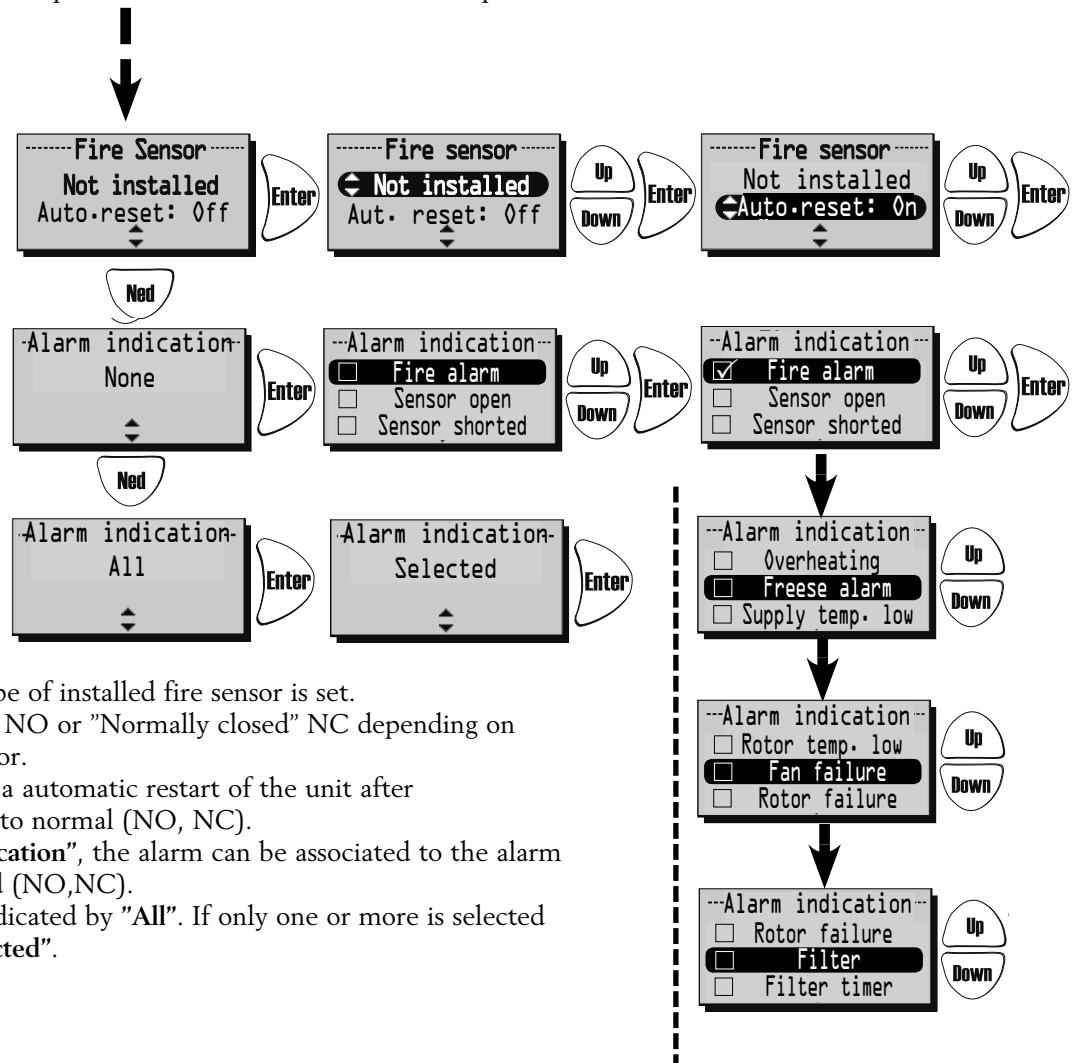 Fire Sensor
Not installed
Auto.reset: Off
Enter
Fire sensor
Not installed
Aut. reset: Off
Up
Down
Enter
Fire sensor
Not installed
Auto.reset: On
Up
Down
Enter
Ned
Alarm indication
None
Enter
Alarm indication
Fire alarm
Sensor open
Sensor shorted
Up
Down
Enter
Alarm indication
Fire alarm
Sensor open
Sensor shorted
Up
Down
Enter
Ned
Alarm indication
All
Enter
Alarm indication
Selected
Enter
Alarm indication
Overheating
Freese alarm
Supply temp. low
Up
Down
Alarm indication
Rotor temp. low
Fan failure
Rotor failure
Up
Down
Alarm indication
Rotor failure
Filter
Filter timer
Up
Down
of installed fire sensor is set.
NO or ”Normally closed” NC depending on
a automatic restart of the unit after
to normal (NO, NC).
the alarm can be associated to the alarm
(NO,NC).
by ”All”. If only one or more is selected